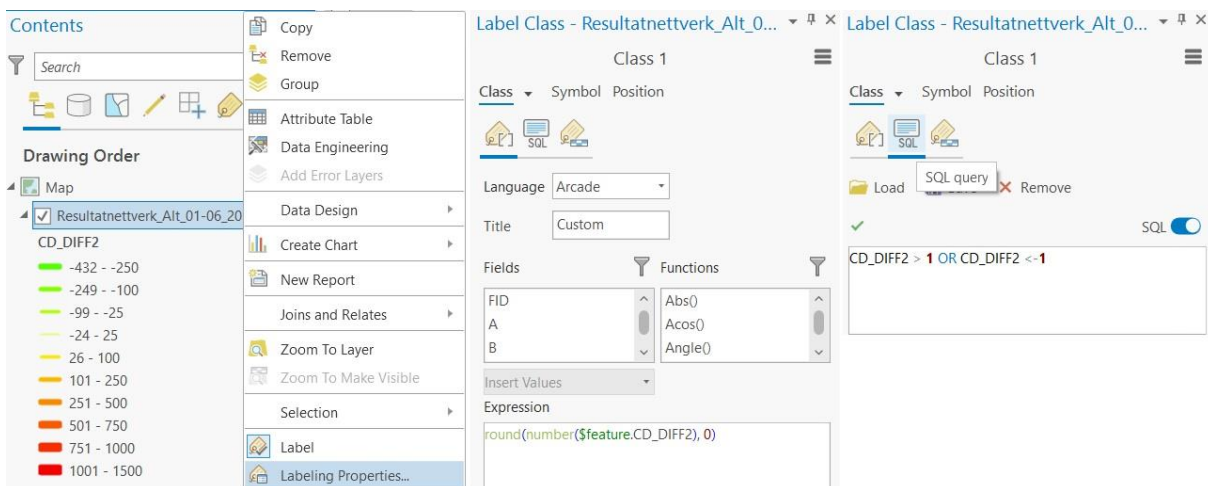 Contents
Search
Drawing Order
Map
Resultatnettverk_Alt_01-06_20
CD_DIFF2
-432 - -250
-249 - -100
-99 - -25
-24 - 25
26 - 100
101 - 250
251 - 500
501 - 750
751 - 1000
1001 - 1500
Copy
Remove
Group
Attribute Table
Data Engineering
Add Error Layers
Data Design
Create Chart
New Report
Joins and Relates
Zoom To Layer
Zoom To Make Visible
Selection
Label
Labeling Properties...
Label Class - Resultatnettverk_Alt_0...
Class 1
Class Symbol Position
SQL
Language Arcade
Title Custom
Fields Functions
FID Abs()
A Acos()
B Angle()
Insert Values
Expression
round(number($feature.CD_DIFF2), 0)
Label Class - Resultatnettverk_Alt_0...
Class 1
Class Symbol Position
SQL
SQL query
Load Remove
SQL
CD_DIFF2 > 1 OR CD_DIFF2 <-1